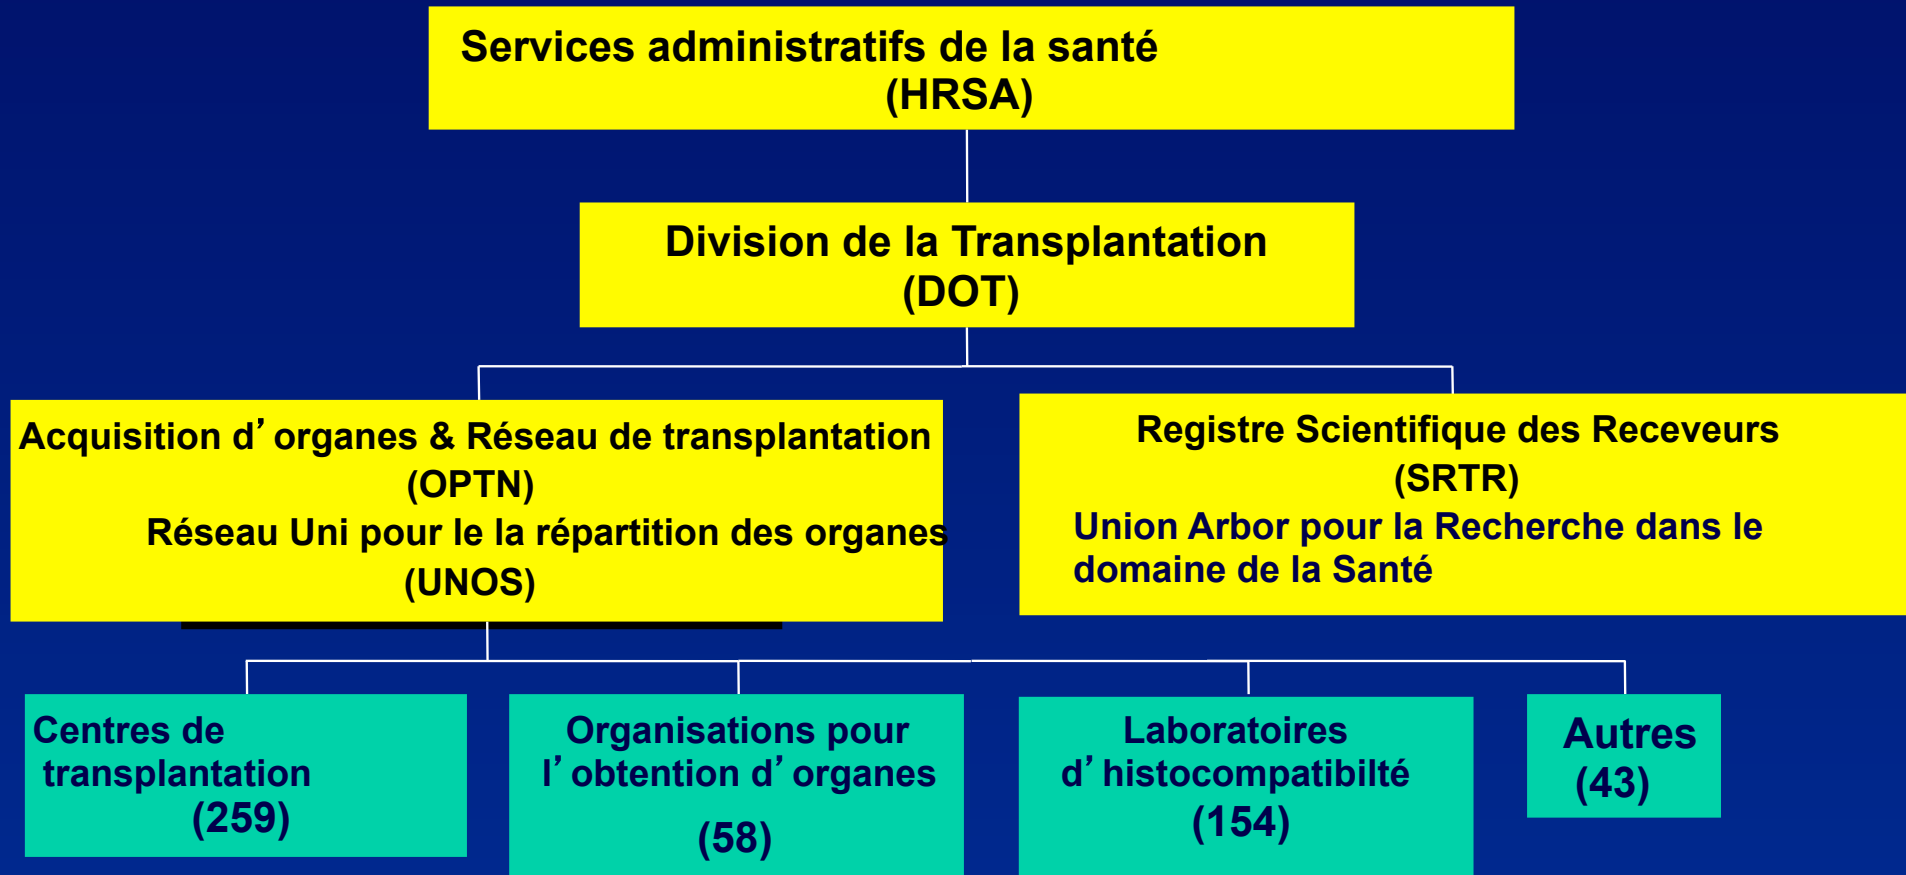 Services administratifs de la santé
(HRSA)
Division de la Transplantation
(DOT)
Acquisition d’organes & Réseau de transplantation
(OPTN)
Réseau Uni pour le la répartition des organes
(UNOS)
Registre Scientifique des Receveurs
(SRTR)
Union Arbor pour la Recherche dans le
domaine de la Santé
Centres de
transplantation
(259)
Organisations pour
l’obtention d’organes
(58)
Laboratoires
d’histocompatibilté
(154)
Autres
(43)